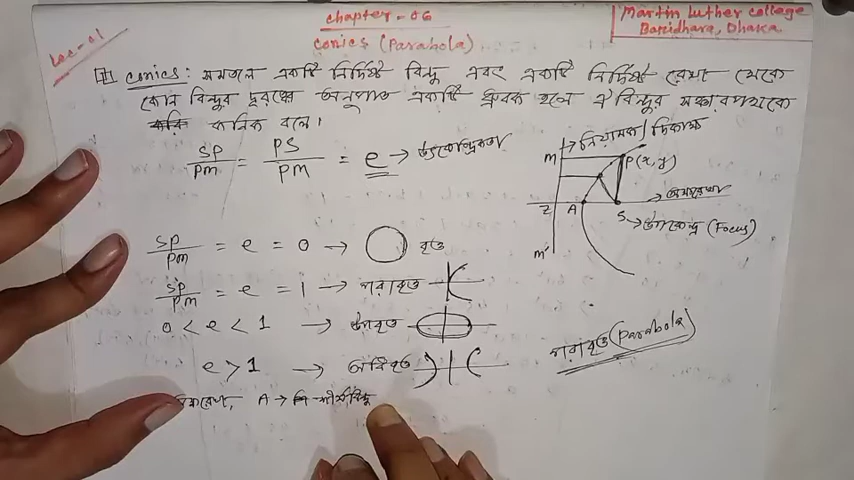 Lec-01
chapter-06
conics (Parabola)
Martin Luther college
Baridhara, Dhaka
conics: সমতলে একটি নির্দিষ্ট বিন্দু এবং একটি নির্দিষ্ট রেখা থেকে
কোন বিন্দুর দূরত্বের অনুপাত একটি ধ্রুবক হলে ঐ বিন্দুর সঞ্চারপথকে
কনিক বলে।
SP/PM = PS/PM = e → উৎকেন্দ্রিকতা
নিয়ামক/দিকাক্ষ
M
P(x,y)
অক্ষরেখা
Z A S
উপকেন্দ্র (Focus)
M'
SP/PM = e = 0 → বৃত্ত
SP/PM = e = 1 → পরাবৃত্ত
0 < e < 1 → উপবৃত্ত
e > 1 → অধিবৃত্ত
পরাবৃত্ত (Parabola)
A → শীর্ষবিন্দু